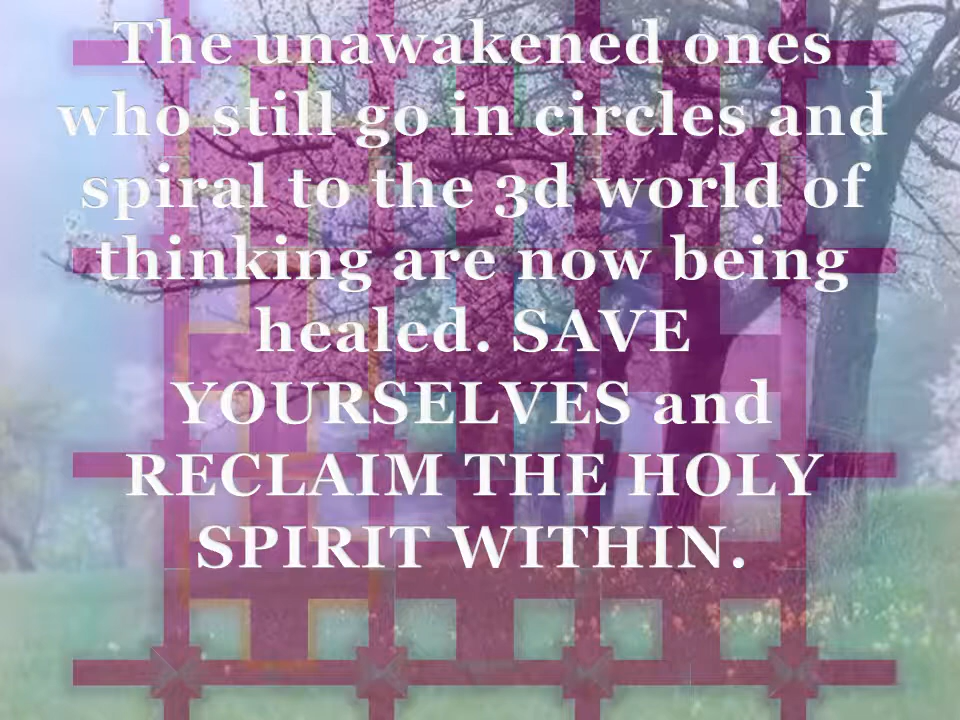 The unawakened ones
who still go in circles and
spiral to the 3d world of
thinking are now being
healed. SAVE
YOURSELVES and
RECLAIM THE HOLY
SPIRIT WITHIN.